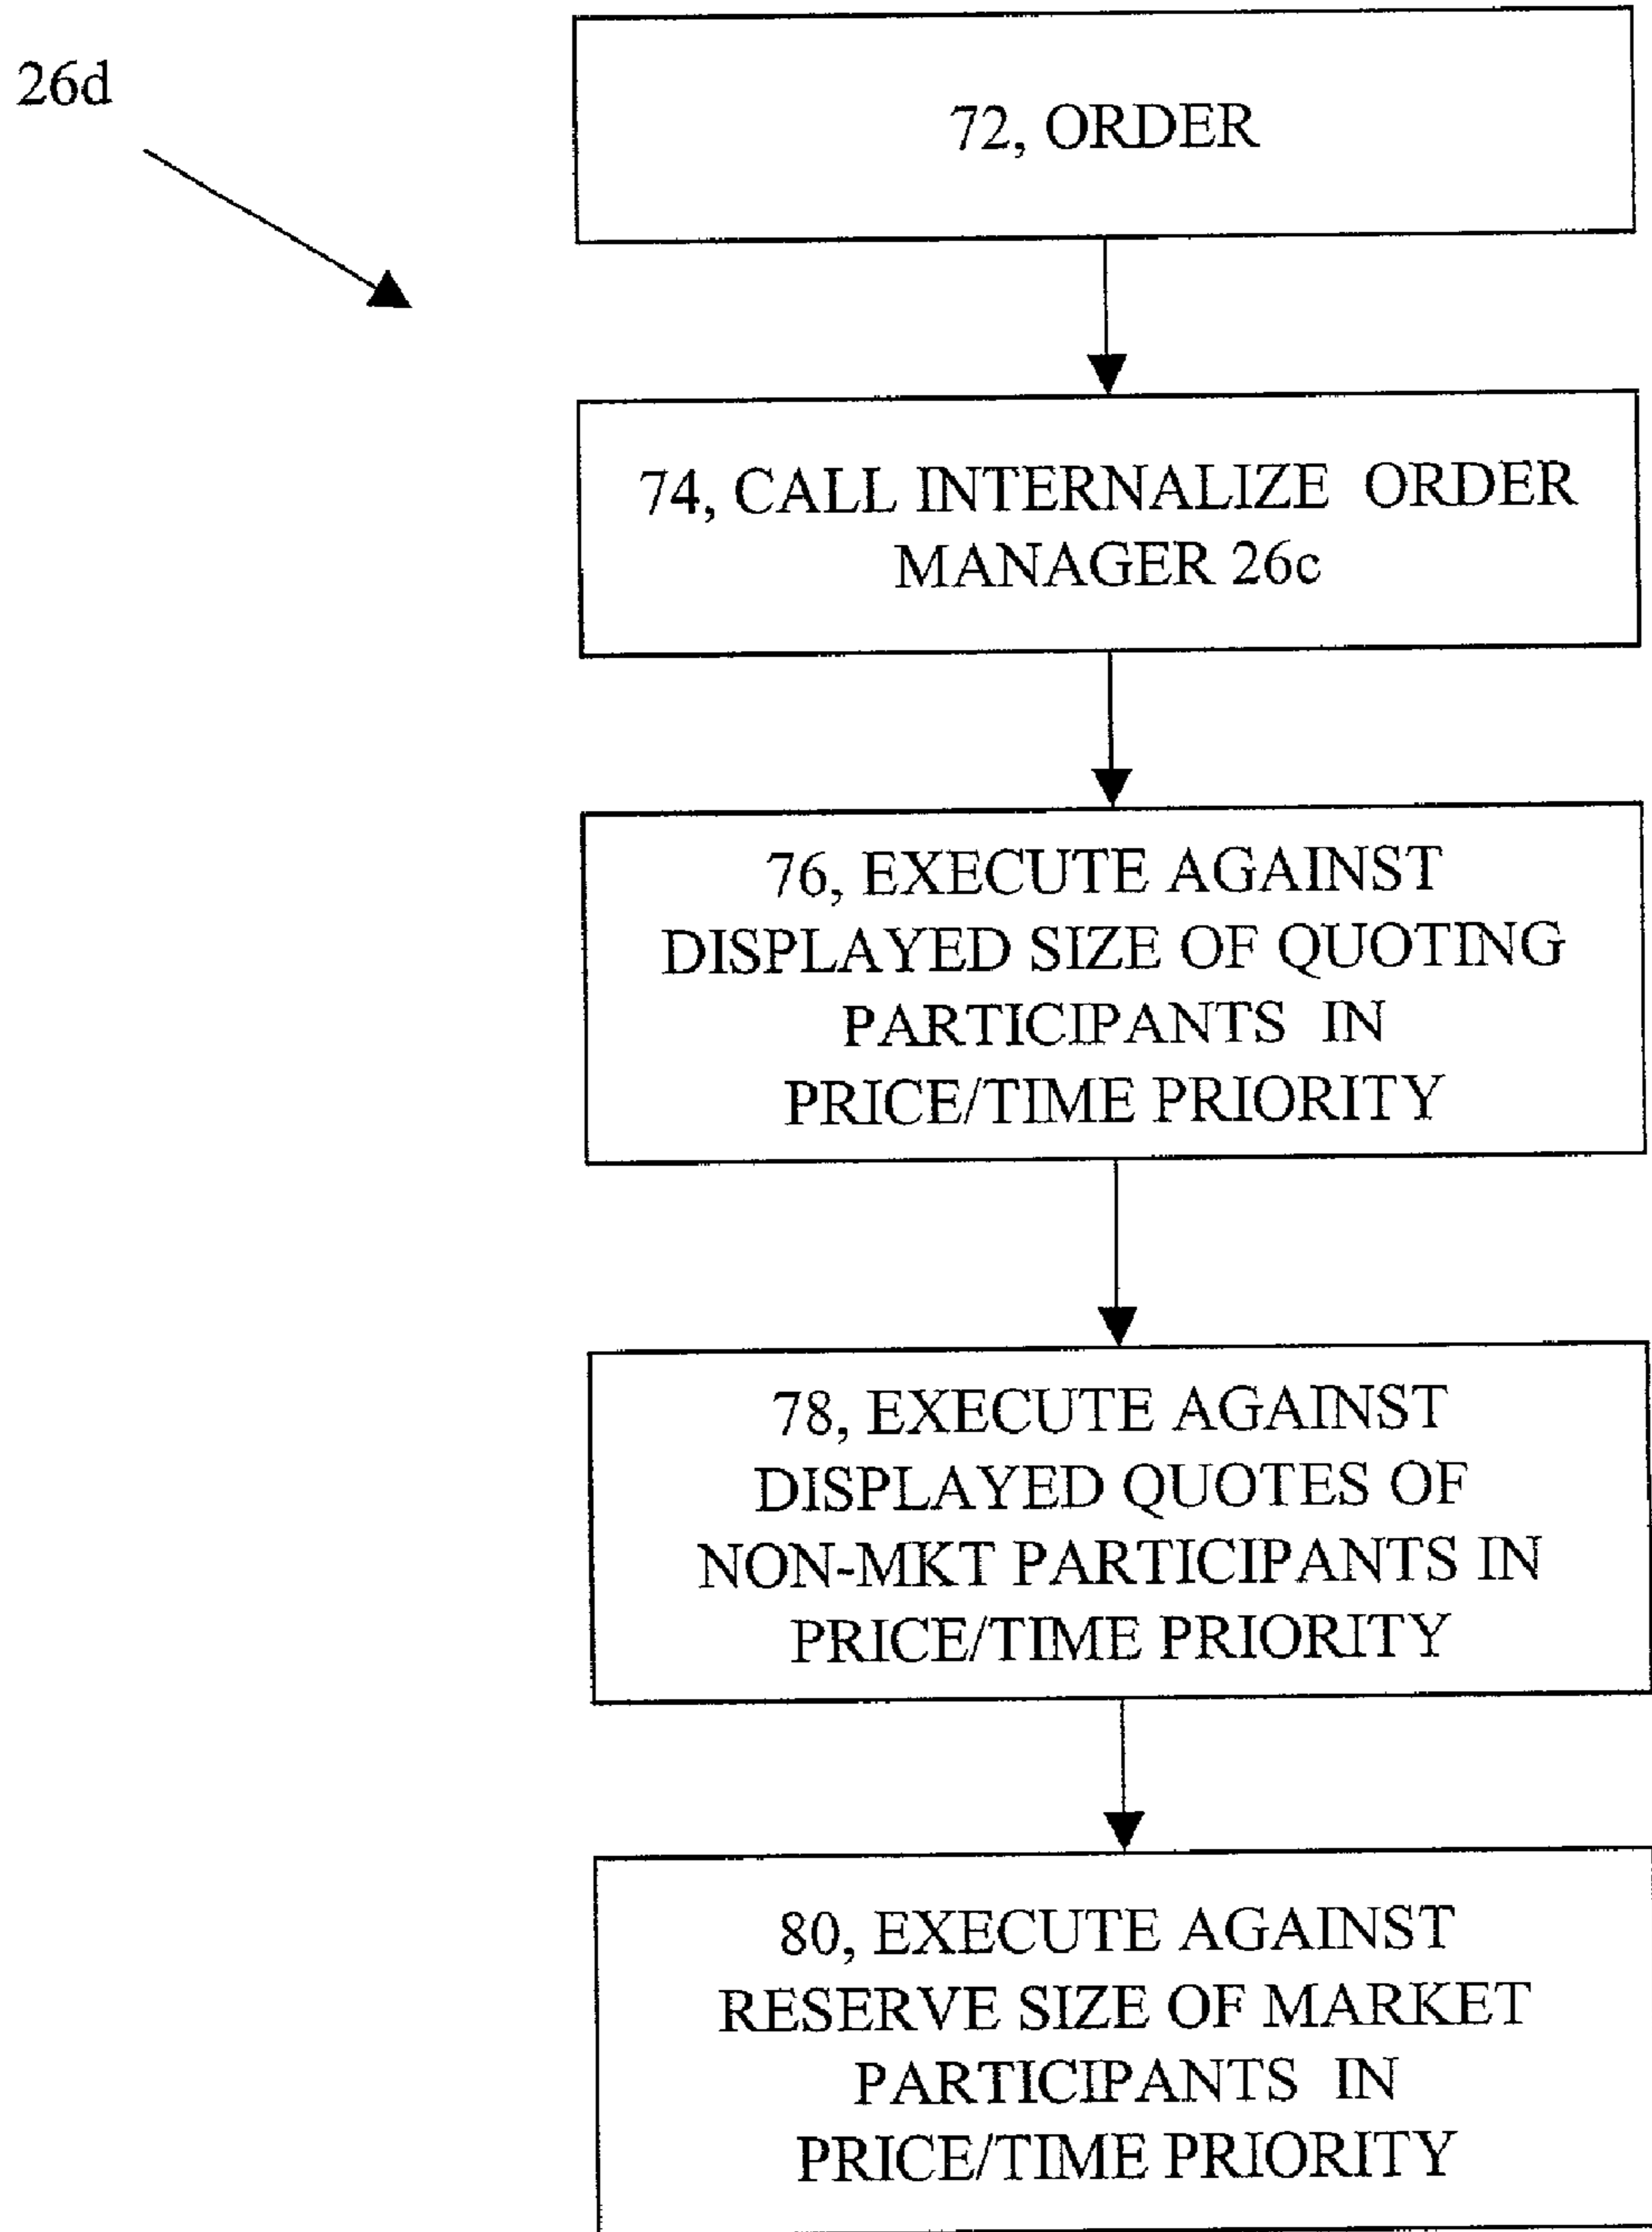 26d
72, ORDER
74, CALL INTERNALIZE ORDER
MANAGER 26c
76, EXECUTE AGAINST
DISPLAYED SIZE OF QUOTING
PARTICIPANTS IN
PRICE/TIME PRIORITY
78, EXECUTE AGAINST
DISPLAYED QUOTES OF
NON-MKT PARTICIPANTS IN
PRICE/TIME PRIORITY
80, EXECUTE AGAINST
RESERVE SIZE OF MARKET
PARTICIPANTS IN
PRICE/TIME PRIORITY